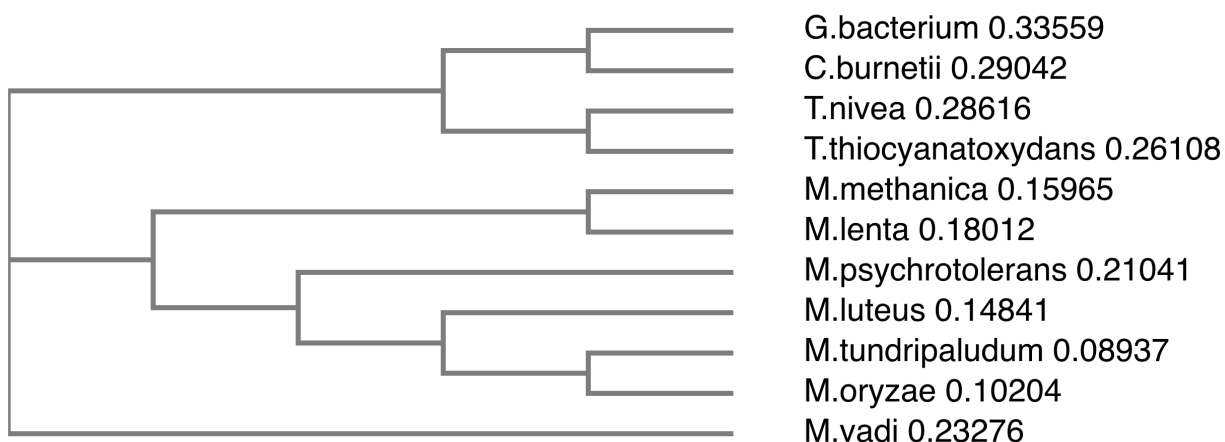 G.bacterium 0.33559
C.burnetii 0.29042
T.nivea 0.28616
T.thiocyanatoxydans 0.26108
M.methanica 0.15965
M.lenta 0.18012
M.psychrotolerans 0.21041
M.luteus 0.14841
M.tundripaludum 0.08937
M.oryzae 0.10204
M.vadi 0.23276